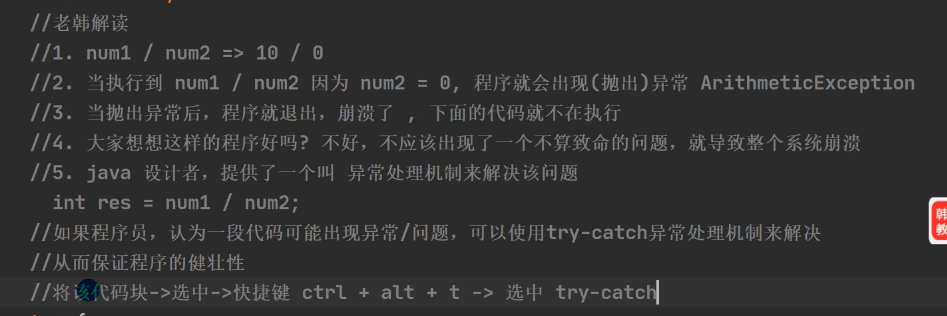 //老韩解读
//1. num1 / num2 => 10 / 0
//2. 当执行到 num1 / num2 因为 num2 = 0, 程序就会出现(抛出)异常 ArithmeticException
//3. 当抛出异常后，程序就退出，崩溃了 , 下面的代码就不在执行
//4. 大家想想这样的程序好吗? 不好，不应该出现了一个不算致命的问题，就导致整个系统崩溃
//5. java 设计者，提供了一个叫 异常处理机制来解决该问题
int res = num1 / num2;
//如果程序员，认为一段代码可能出现异常/问题，可以使用try-catch异常处理机制来解决
//从而保证程序的健壮性
//将该代码块->选中->快捷键 ctrl + alt + t -> 选中 try-catch
韩
教